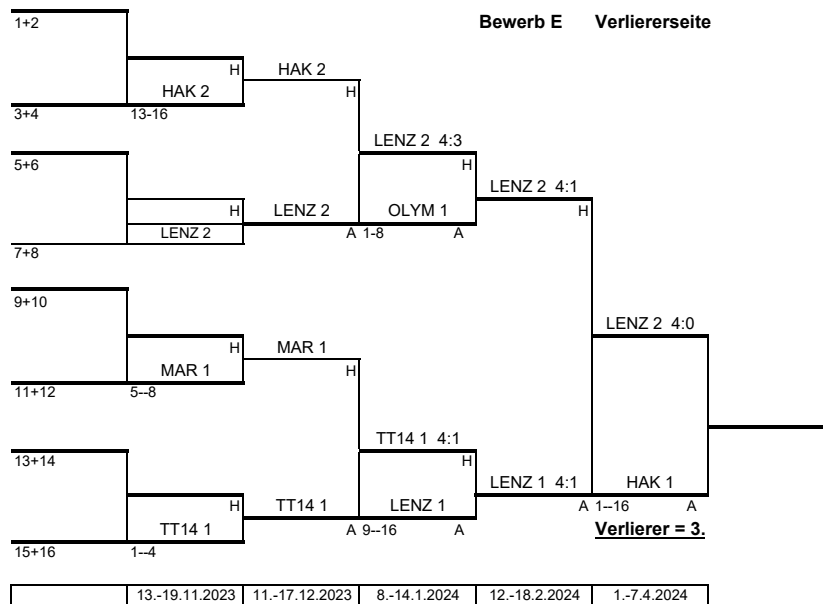 Bewerb E Verliererseite
1+2
H HAK 2
HAK 2 H
3+4 13-16
LENZ 2 4:3
5+6 H
LENZ 2 4:1
H LENZ 2 OLYM 1 H
LENZ 2 A 1-8 A
7+8
9+10
LENZ 2 4:0
H MAR 1
MAR 1 H
11+12 5--8
TT14 1 4:1
13+14 H
LENZ 1 4:1 HAK 1
H TT14 1 LENZ 1 A 1--16 A
TT14 1 A 9--16 A Verlierer = 3.
15+16 1--4
13.-19.11.2023 11.-17.12.2023 8.-14.1.2024 12.-18.2.2024 1.-7.4.2024